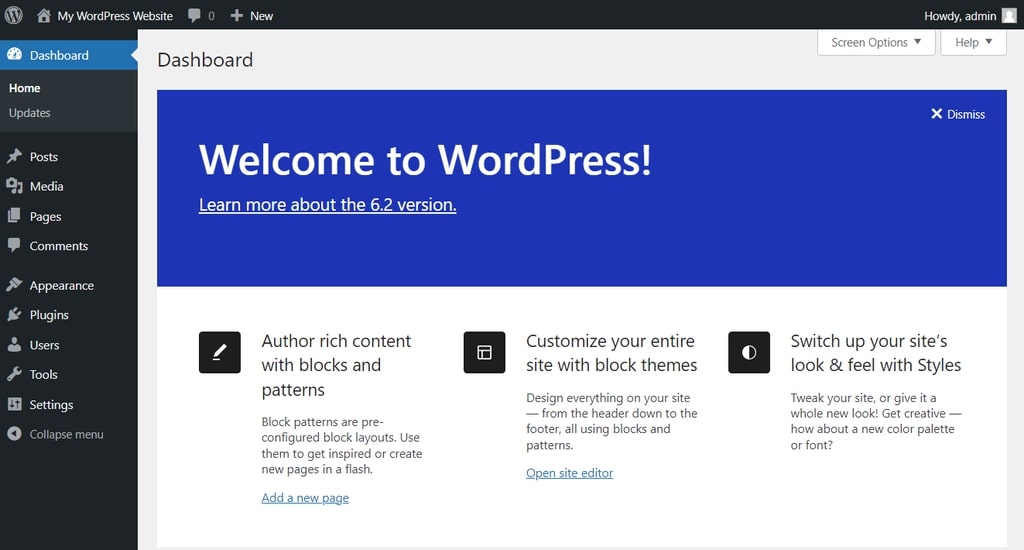 My WordPress Website 0 New Howdy, admin
Screen Options Help
Dashboard
Home
Updates
Posts
Media
Pages
Comments
Appearance
Plugins
Users
Tools
Settings
Collapse menu
Dashboard
Dismiss
Welcome to WordPress!
Learn more about the 6.2 version.
Author rich content
with blocks and
patterns
Block patterns are pre-
configured block layouts. Use
them to get inspired or create
new pages in a flash.
Add a new page
Customize your entire
site with block themes
Design everything on your site
— from the header down to the
footer, all using blocks and
patterns.
Open site editor
Switch up your site’s
look & feel with Styles
Tweak your site, or give it a
whole new look! Get creative —
how about a new color palette
or font?